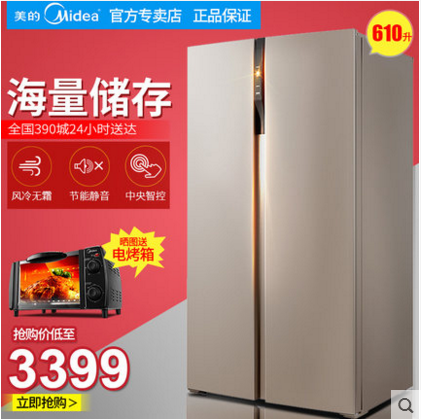 美的 Midea 官方专卖店 正品保证
610升
海量储存
全国390城24小时送达
风冷无霜 节能静音 中央智控
晒图送
电烤箱
抢购价低至
3399
立即抢购>